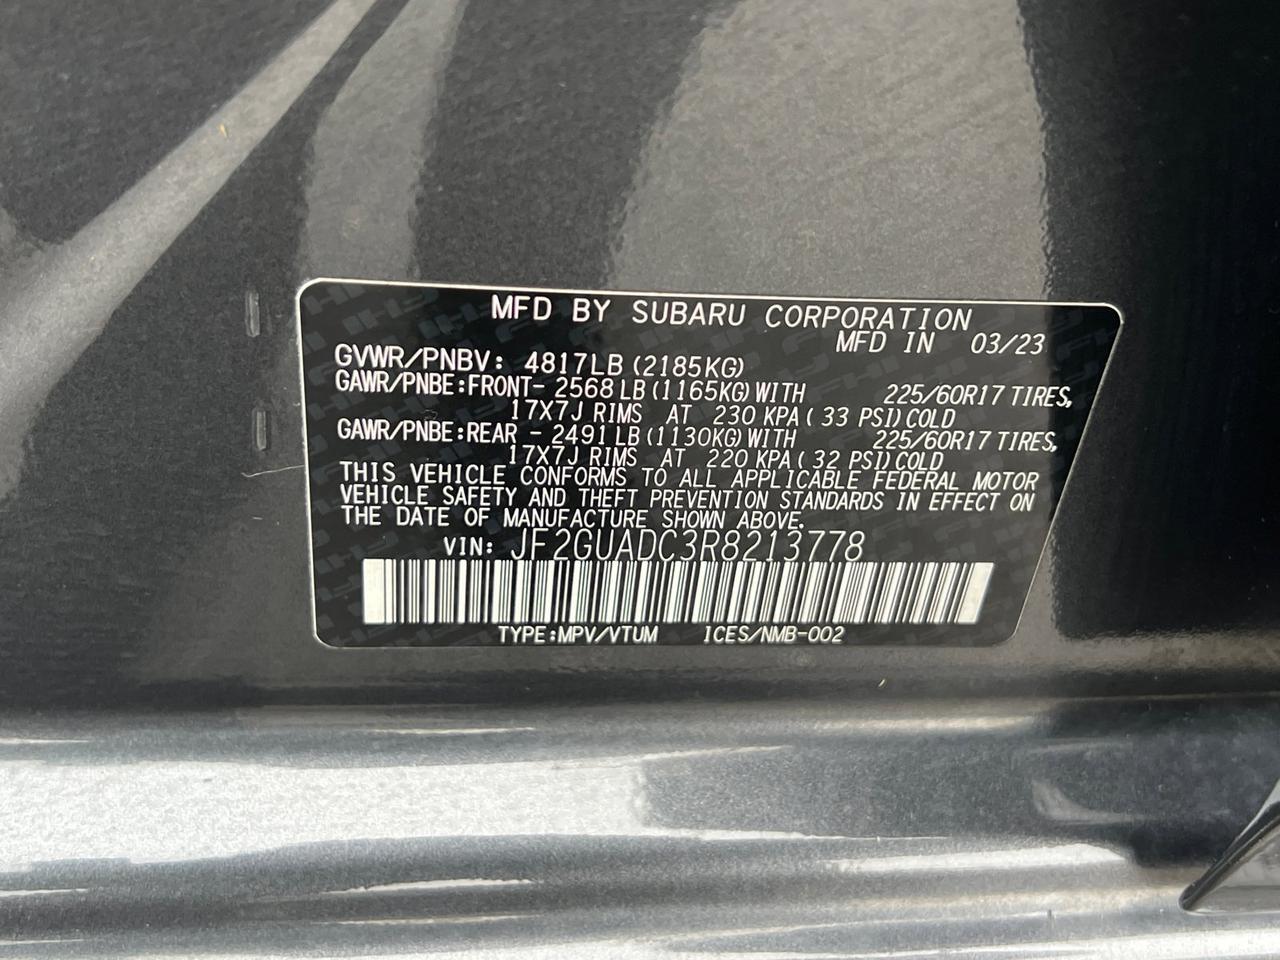 MFD BY SUBARU CORPORATION
MFD IN 03/23
GVWR/PNBV: 4817LB (2185KG)
GAWR/PNBE:FRONT- 2568 LB (1165KG) WITH 225/60R17 TIRES,
17X7J RIMS AT 230 KPA ( 33 PSI) COLD
GAWR/PNBE:REAR - 2491 LB (1130KG) WITH 225/60R17 TIRES,
17X7J RIMS AT 220 KPA ( 32 PSI) COLD
THIS VEHICLE CONFORMS TO ALL APPLICABLE FEDERAL MOTOR
VEHICLE SAFETY AND THEFT PREVENTION STANDARDS IN EFFECT ON
THE DATE OF MANUFACTURE SHOWN ABOVE.
VIN: JF2GUADC3R8213778
TYPE:MPV/VTUM ICES/NMB-002